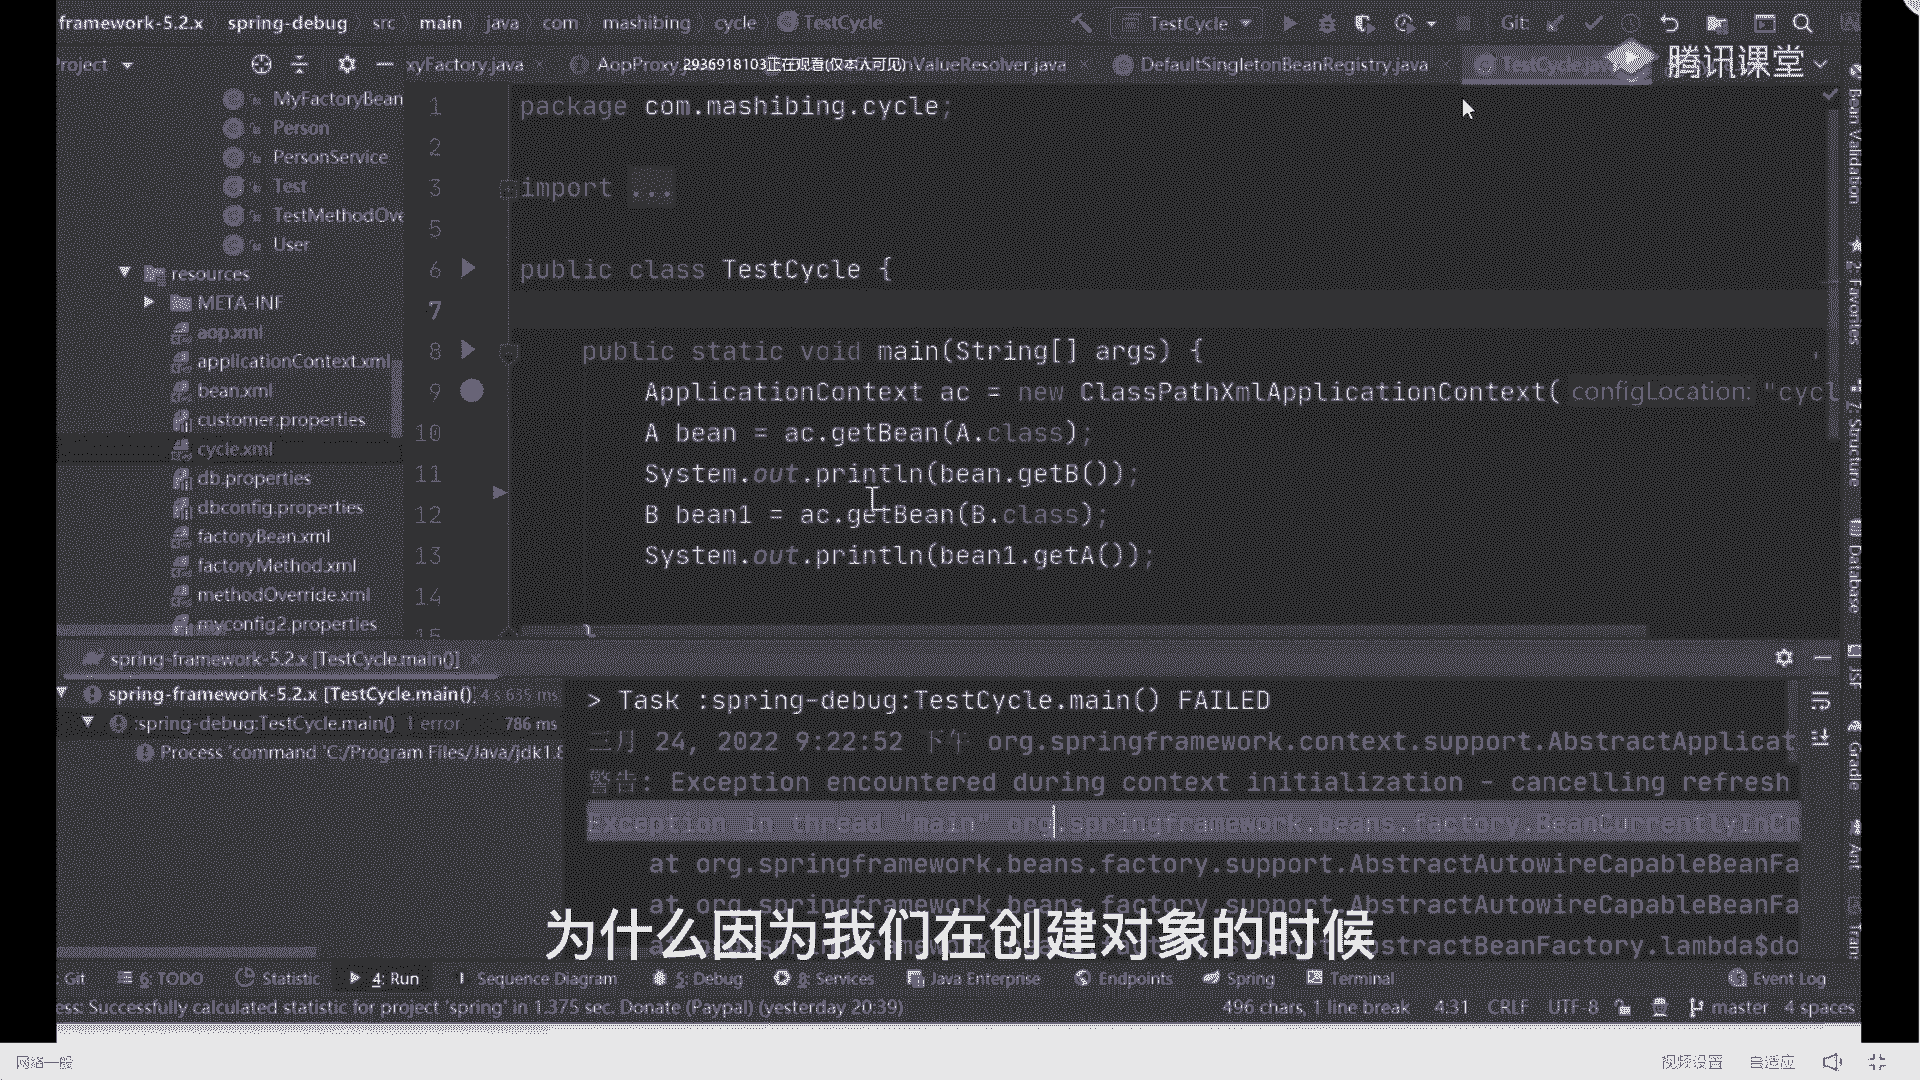 framework-5.2.x spring-debug src main java com mashibing cycle TestCycle
TestCycle Git:
Project xyFactory.java AopProxy 2936918103正在观看(仅本人可见) nValueResolver.java DefaultSingletonBeanRegistry.java TestCycle.java 腾讯课堂
MyFactoryBean
Person
PersonService
Test
TestMethodOve
User
resources
META-INF
aop.xml
applicationContext.xml
bean.xml
customer.properties
cycle.xml
db.properties
dbconfig.properties
factoryBean.xml
factoryMethod.xml
methodOverride.xml
myconfig2.properties
1 package com.mashibing.cycle;
2
3 import ...
5
6 public class TestCycle {
7
8 public static void main(String[] args) {
9 ApplicationContext ac = new ClassPathXmlApplicationContext( configLocation: "cycl
10 A bean = ac.getBean(A.class);
11 System.out.println(bean.getB());
12 B bean1 = ac.getBean(B.class);
13 System.out.println(bean1.getA());
14
15 }
Bean Validation
2: Favorites
7: Structure
Database
JSF
Gradle
Ant
Tran
spring-framework-5.2.x [TestCycle.main()]
spring-framework-5.2.x [TestCycle.main()] 4 s 635 ms
:spring-debug:TestCycle.main() 1 error 786 ms
Process 'command 'C:/Program Files/Java/jdk1.8
> Task :spring-debug:TestCycle.main() FAILED
三月 24, 2022 9:22:52 下午 org.springframework.context.support.AbstractApplicat
警告: Exception encountered during context initialization - cancelling refresh
Exception in thread "main" org.springframework.beans.factory.BeanCurrentlyInCr
at org.springframework.beans.factory.support.AbstractAutowireCapableBeanFa
at org.springframework.beans.factory.support.AbstractAutowireCapableBeanFa
bstractBeanFactory.lambda$do
为什么因为我们在创建对象的时候
Git 6: TODO Statistic 4: Run Sequence Diagram 5: Debug 8: Services Java Enterprise Endpoints Spring Terminal Event Log
ess: Successfully calculated statistic for project 'spring' in 1.375 sec. Donate (Paypal) (yesterday 20:39) 496 chars, 1 line break 4:31 CRLF UTF-8 master 4 spaces
网络一般 视频设置 自适应